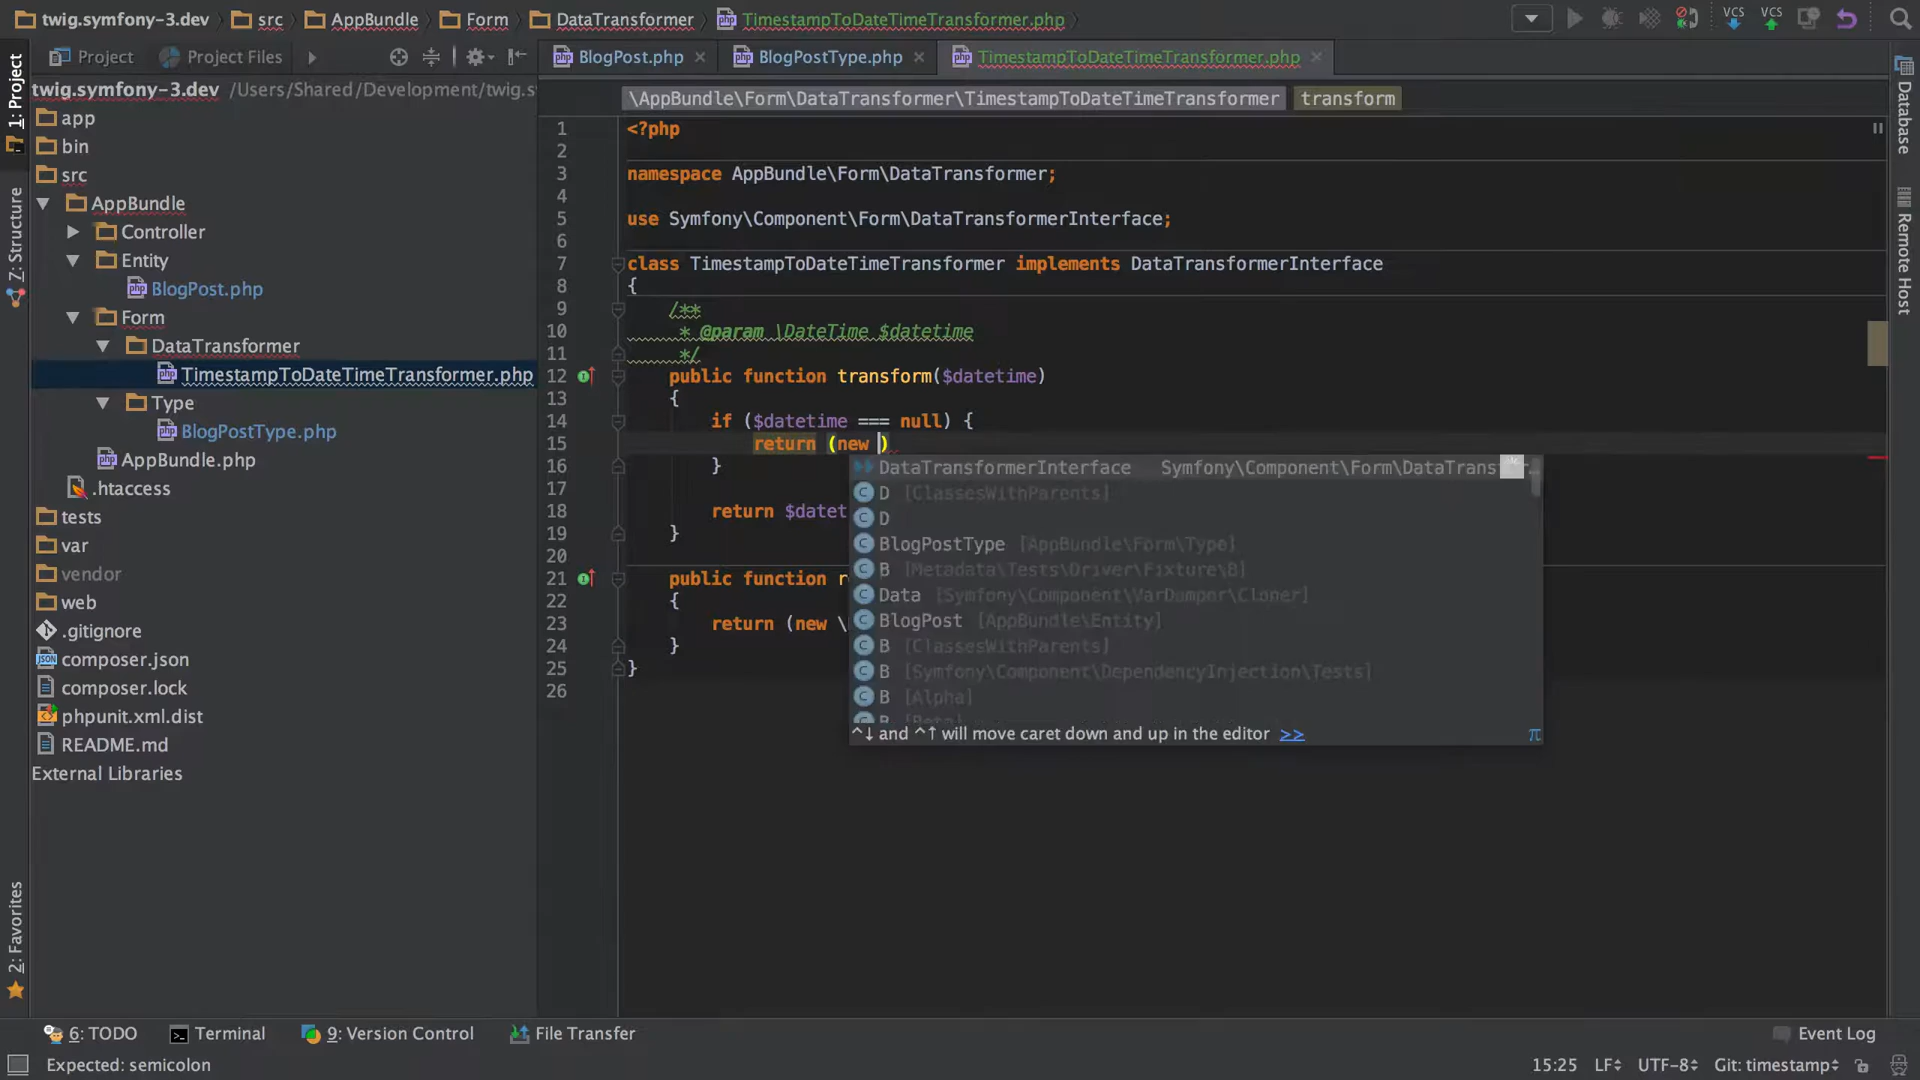 twig.symfony-3.dev src AppBundle Form DataTransformer TimestampToDateTimeTransformer.php
VCS VCS
Project Project Files
BlogPost.php BlogPostType.php TimestampToDateTimeTransformer.php
1: Project
Z: Structure
2: Favorites
Database
Remote Host
twig.symfony-3.dev /Users/Shared/Development/twig.s
app
bin
src
AppBundle
Controller
Entity
BlogPost.php
Form
DataTransformer
TimestampToDateTimeTransformer.php
Type
BlogPostType.php
AppBundle.php
.htaccess
tests
var
vendor
web
.gitignore
composer.json
composer.lock
phpunit.xml.dist
README.md
External Libraries
\AppBundle\Form\DataTransformer\TimestampToDateTimeTransformer transform
1 <?php
2
3 namespace AppBundle\Form\DataTransformer;
4
5 use Symfony\Component\Form\DataTransformerInterface;
6
7 class TimestampToDateTimeTransformer implements DataTransformerInterface
8 {
9 /**
10 * @param \DateTime $datetime
11 */
12 public function transform($datetime)
13 {
14 if ($datetime === null) {
15 return (new )
16 }
17
18 return $datet
19 }
20
21 public function r
22 {
23 return (new \
24 }
25 }
26
DataTransformerInterface Symfony\Component\Form\DataTrans
D [ClassesWithParents]
D
BlogPostType [AppBundle\Form\Type]
B [Metadata\Tests\Driver\Fixture\B]
Data [Symfony\Component\VarDumper\Cloner]
BlogPost [AppBundle\Entity]
B [ClassesWithParents]
B [Symfony\Component\DependencyInjection\Tests]
B [Alpha]
B [Beta]
^↓ and ^↑ will move caret down and up in the editor >> π
6: TODO Terminal 9: Version Control File Transfer Event Log
Expected: semicolon 15:25 LF UTF-8 Git: timestamp